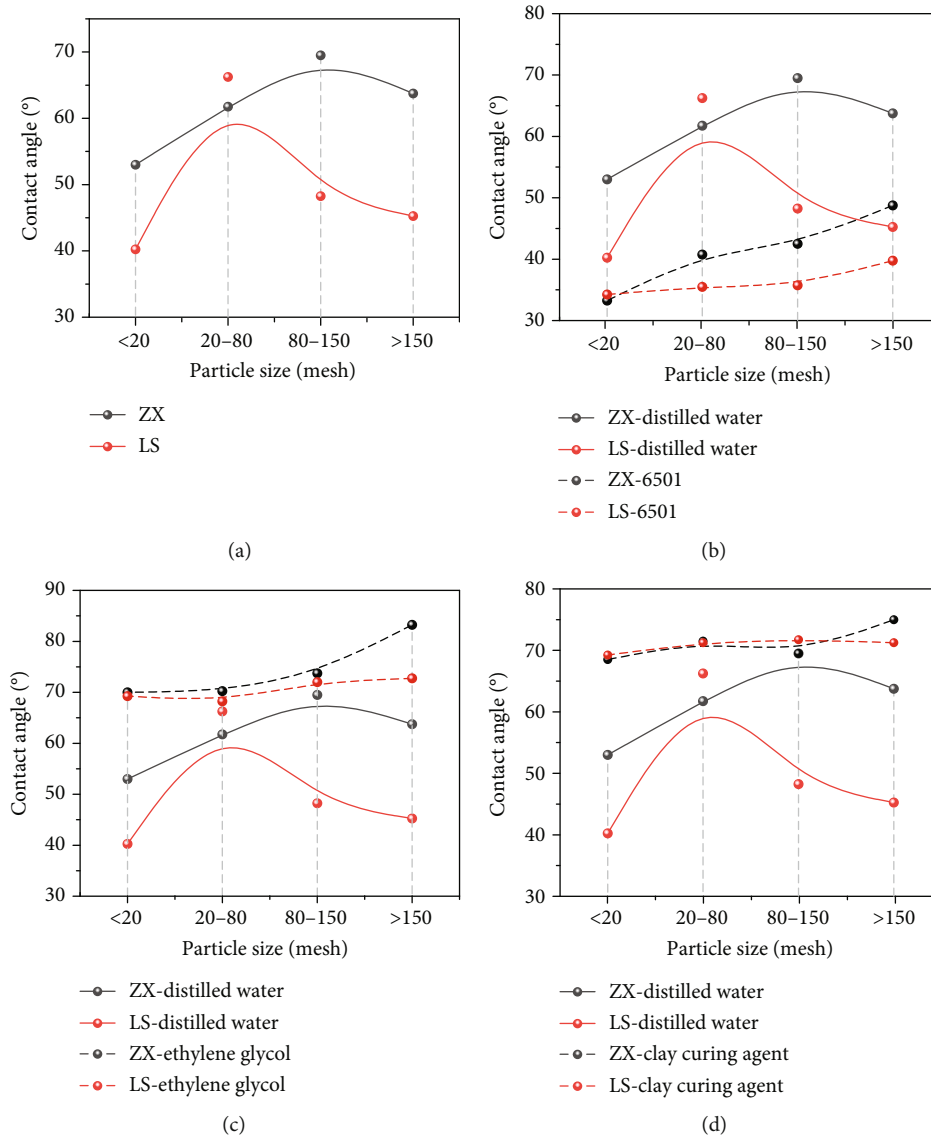 70
60
50
40
30
Contact angle (°)
<20
20–80
80–150
>150
Particle size (mesh)
ZX
LS
(a)
80
70
60
50
40
30
Contact angle (°)
<20
20–80
80–150
>150
Particle size (mesh)
ZX-distilled water
LS-distilled water
ZX-6501
LS-6501
(b)
90
80
70
60
50
40
30
Contact angle (°)
<20
20–80
80–150
>150
Particle size (mesh)
ZX-distilled water
LS-distilled water
ZX-ethylene glycol
LS-ethylene glycol
(c)
80
70
60
50
40
30
Contact angle (°)
<20
20–80
80–150
>150
Particle size (mesh)
ZX-distilled water
LS-distilled water
ZX-clay curing agent
LS-clay curing agent
(d)